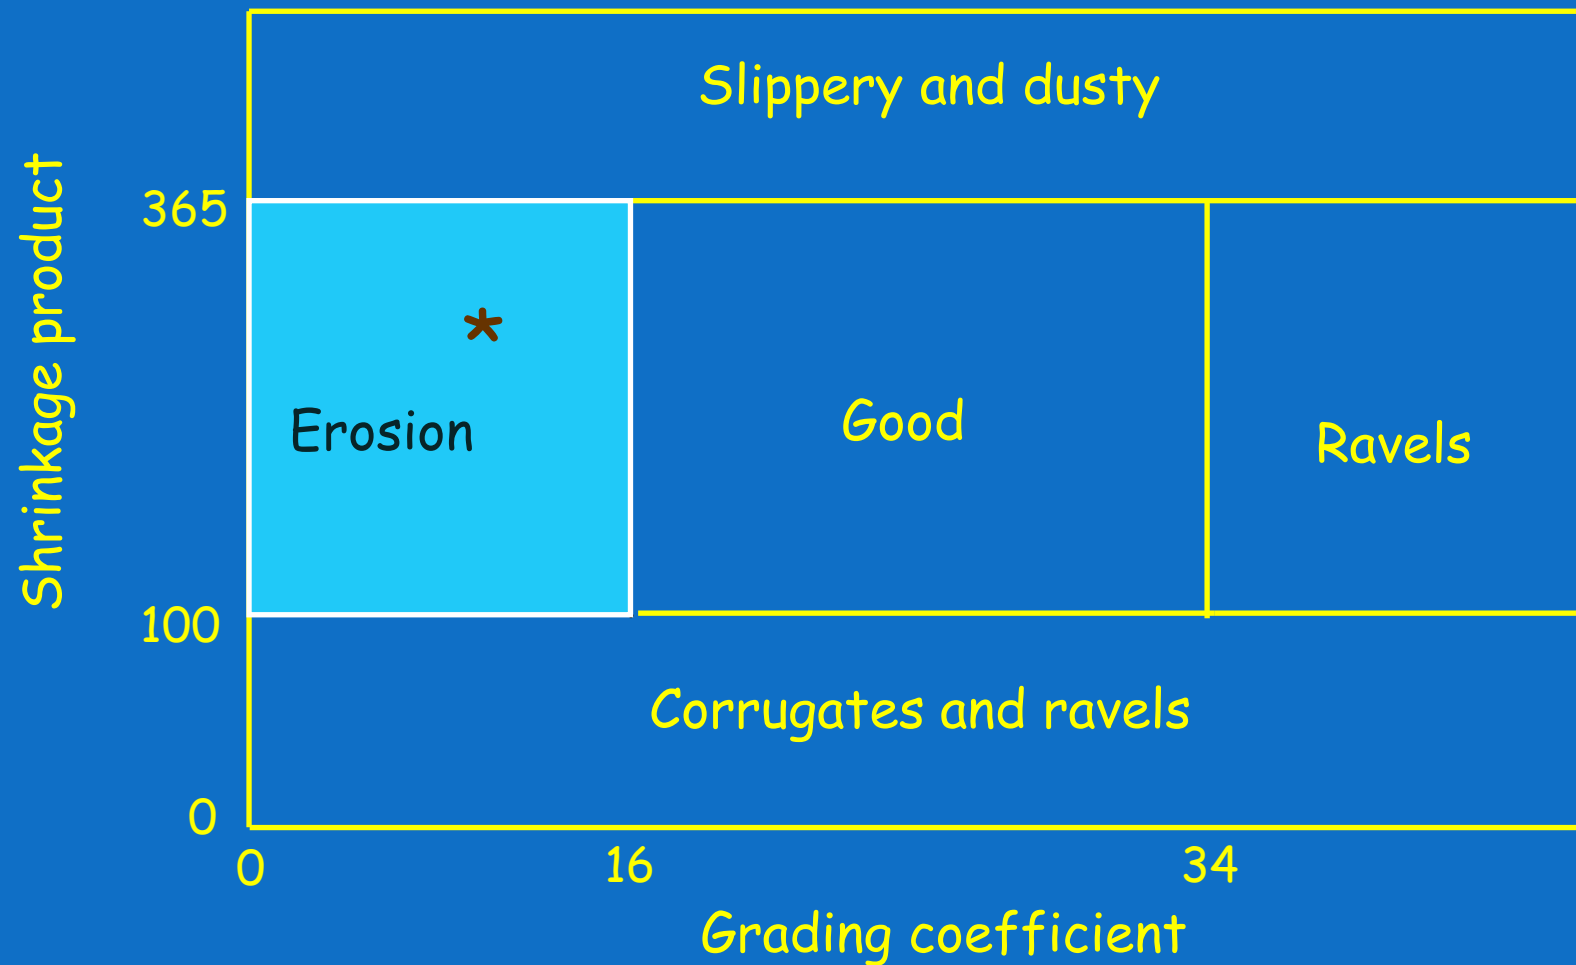 Slippery and dusty
365
Shrinkage product
*
Erosion
Good
Ravels
100
Corrugates and ravels
0
0
16
34
Grading coefficient